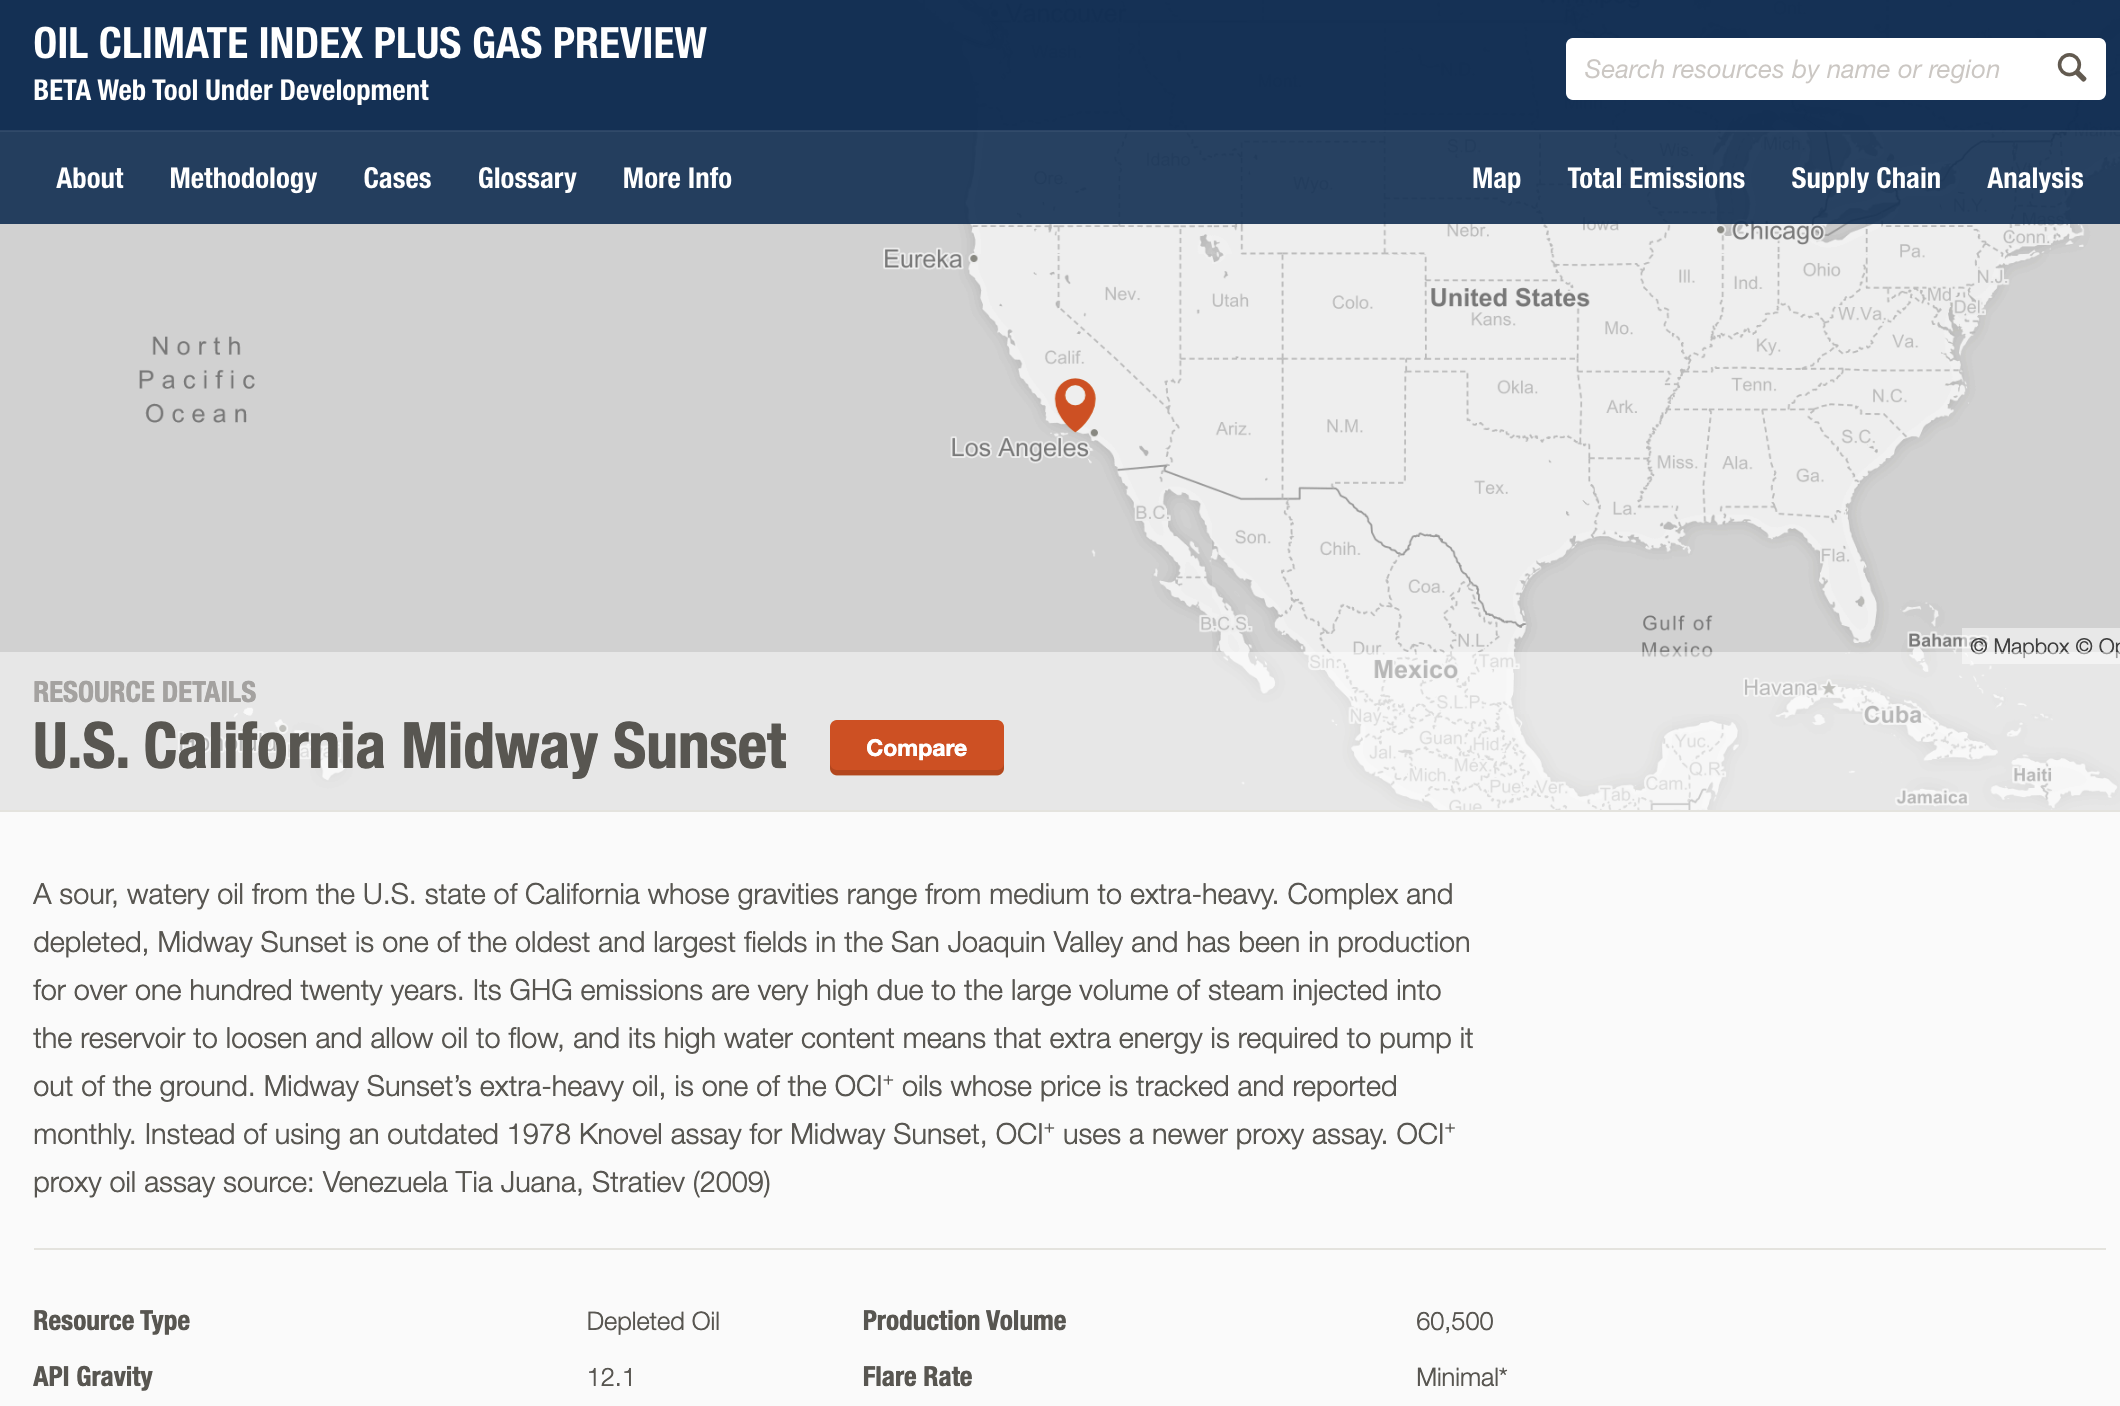 OIL CLIMATE INDEX PLUS GAS PREVIEW
BETA Web Tool Under Development
Search resources by name or region
About Methodology Cases Glossary More Info
Map Total Emissions Supply Chain Analysis
Idaho
Ore.
Wyo.
S.D.
Wis.
Mich.
N.Y.
Eureka
Nebr.
Iowa
Chicago
Conn.
Pa.
N.J.
Nev.
Utah
Colo.
United States
Kans.
Ill.
Ind.
Ohio
Md.
Del.
W.Va.
Va.
Mo.
Ky.
North
Pacific
Ocean
Calif.
Okla.
Tenn.
N.C.
Ark.
Ariz.
N.M.
S.C.
Los Angeles
Miss.
Ala.
Ga.
Tex.
La.
B.C.
Son.
Chih.
Fla.
Coa.
B.C.S.
Gulf of
Mexico
N.L.
Dur.
Baham
© Mapbox © Op
Sin.
Mexico
Tam.
Havana
S.L.P.
Nay.
Cuba
Guan.
Hid.
Yuc.
Jal.
Mich.
Mex.
Q.R.
Pue.
Ver.
Tab.
Cam.
Haiti
Jamaica
Gue.
RESOURCE DETAILS
U.S. California Midway Sunset
Compare
A sour, watery oil from the U.S. state of California whose gravities range from medium to extra-heavy. Complex and
depleted, Midway Sunset is one of the oldest and largest fields in the San Joaquin Valley and has been in production
for over one hundred twenty years. Its GHG emissions are very high due to the large volume of steam injected into
the reservoir to loosen and allow oil to flow, and its high water content means that extra energy is required to pump it
out of the ground. Midway Sunset’s extra-heavy oil, is one of the OCI⁺ oils whose price is tracked and reported
monthly. Instead of using an outdated 1978 Knovel assay for Midway Sunset, OCI⁺ uses a newer proxy assay. OCI⁺
proxy oil assay source: Venezuela Tia Juana, Stratiev (2009)
Resource Type Depleted Oil Production Volume 60,500
API Gravity 12.1 Flare Rate Minimal*